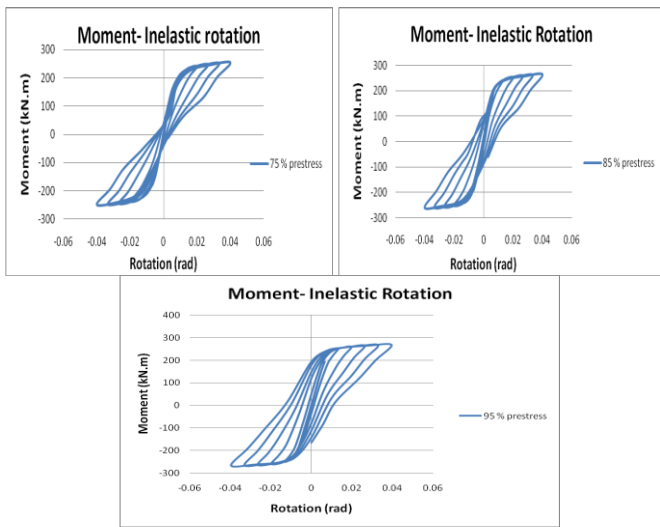 Moment- Inelastic rotation
300
200
100
0
-100
-200
-300
-0.06 -0.04 -0.02 0 0.02 0.04 0.06
Moment (kN.m)
Rotation (rad)
75 % prestress
Moment- Inelastic Rotation
300
200
100
0
-100
-200
-300
-0.06 -0.04 -0.02 0 0.02 0.04 0.06
Moment (kN.m)
Rotation (rad)
85 % prestress
Moment- Inelastic Rotation
400
300
200
100
0
-100
-200
-300
-0.06 -0.04 -0.02 0 0.02 0.04 0.06
Moment (kN.m)
Rotation (rad)
95 % prestress